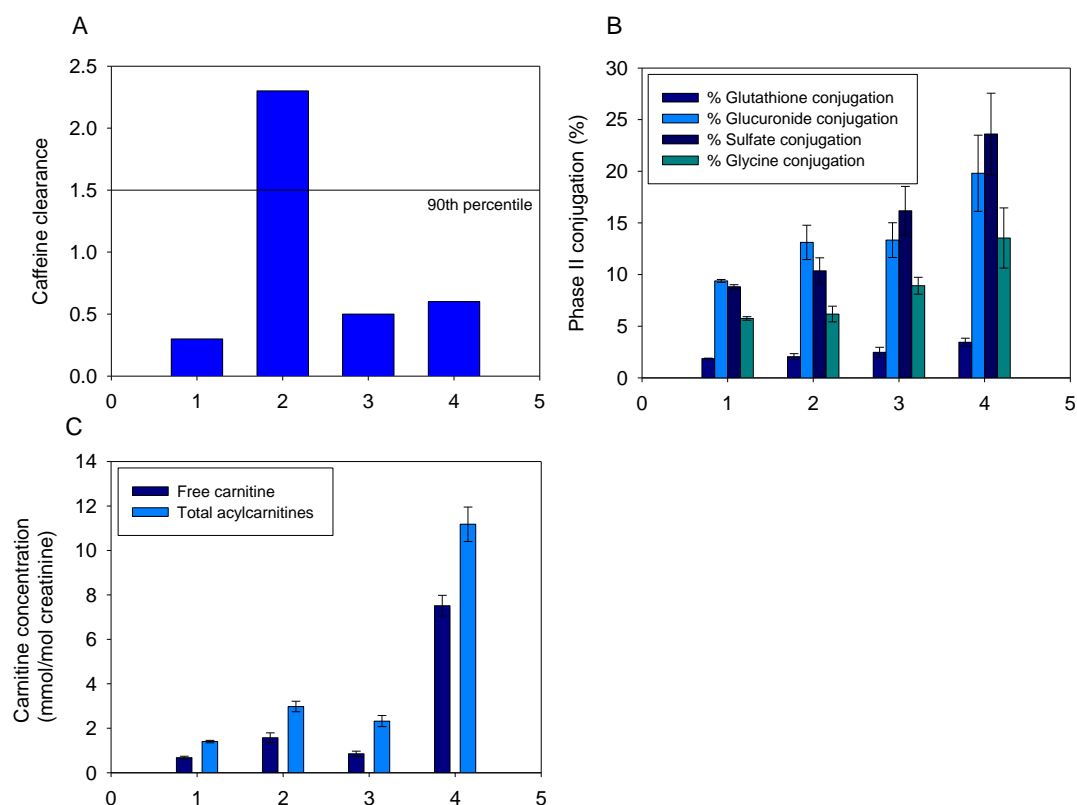 A
Caffeine clearance
2.5
2.0
1.5
1.0
0.5
0.0
90th percentile
0 1 2 3 4 5
B
Phase II conjugation (%)
30
25
20
15
10
5
0
% Glutathione conjugation
% Glucuronide conjugation
% Sulfate conjugation
% Glycine conjugation
0 1 2 3 4 5
C
Carnitine concentration
(mmol/mol creatinine)
14
12
10
8
6
4
2
0
Free carnitine
Total acylcarnitines
0 1 2 3 4 5